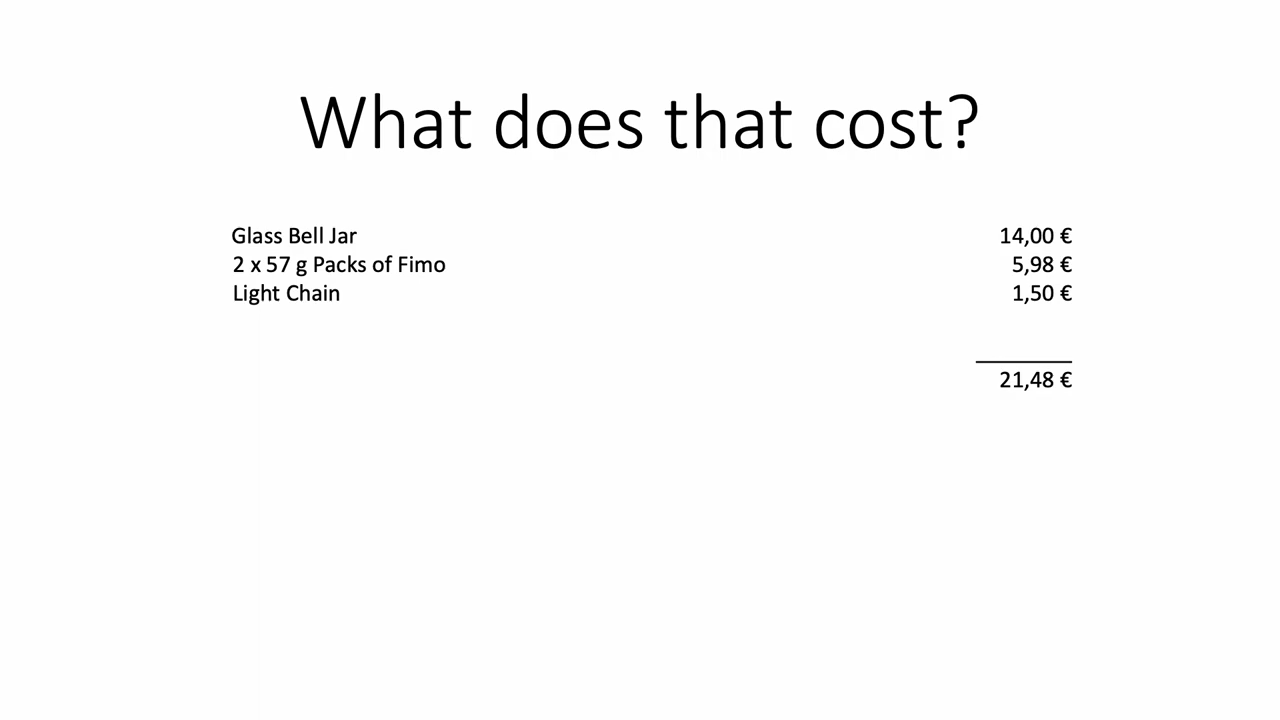 What does that cost?
Glass Bell Jar 14,00 €
2 x 57 g Packs of Fimo 5,98 €
Light Chain 1,50 €
21,48 €